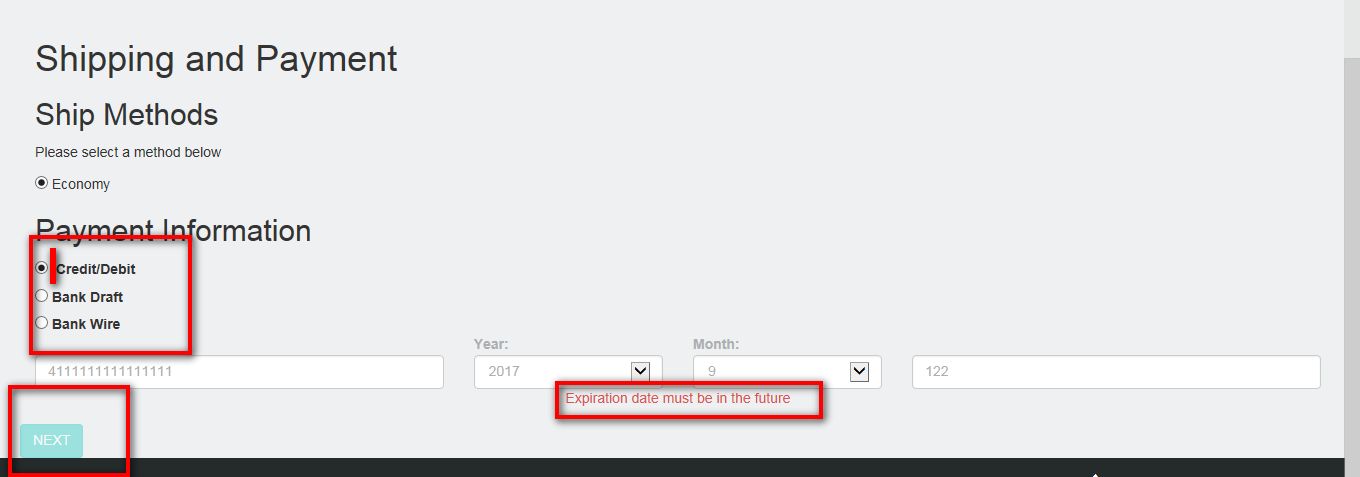 Shipping and Payment
Ship Methods
Please select a method below
Economy
Payment Information
Credit/Debit
Bank Draft
Bank Wire
Year: Month:
4111111111111111 2017 9 122
Expiration date must be in the future
NEXT